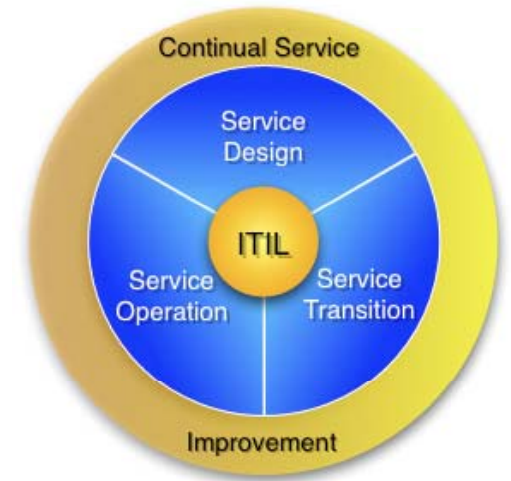 Continual Service
Service
Design
ITIL
Service
Operation
Service
Transition
Improvement